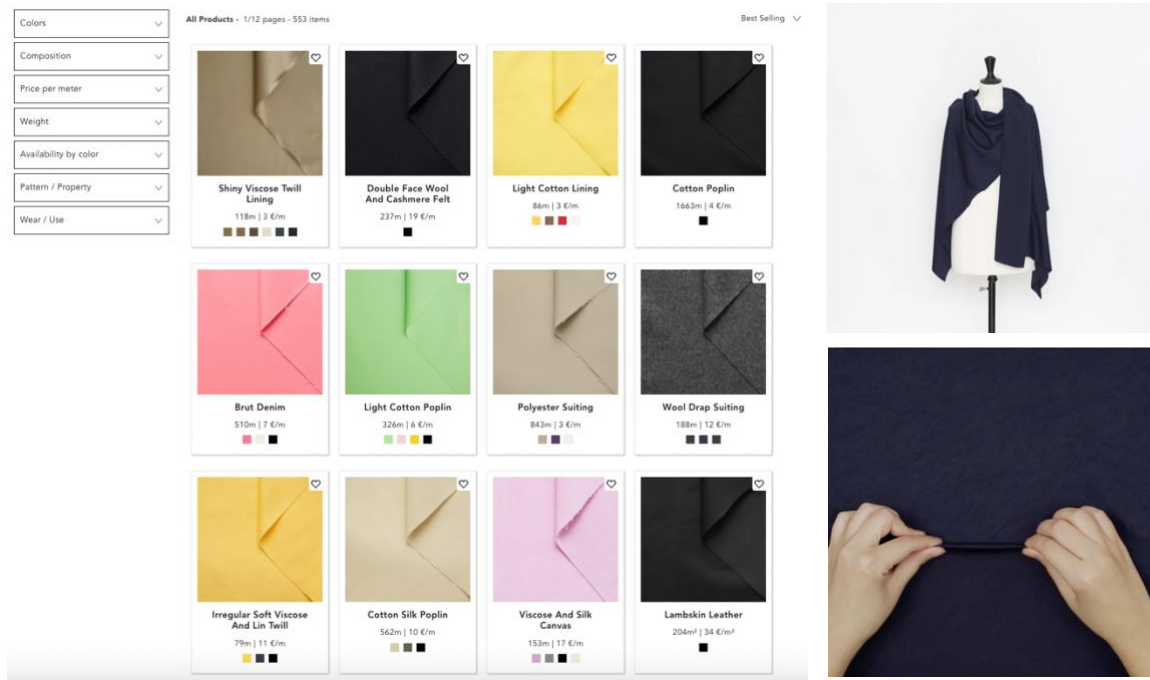 Colors
Composition
Price per meter
Weight
Availability by color
Pattern / Property
Wear / Use
All Products - 1/12 pages - 553 items
Best Selling
Shiny Viscose Twill
Lining
118m | 3 €/m
Double Face Wool
And Cashmere Felt
237m | 19 €/m
Light Cotton Lining
86m | 3 €/m
Cotton Poplin
1663m | 4 €/m
Brut Denim
510m | 7 €/m
Light Cotton Poplin
326m | 6 €/m
Polyester Suiting
843m | 3 €/m
Wool Drap Suiting
188m | 12 €/m
Irregular Soft Viscose
And Lin Twill
79m | 11 €/m
Cotton Silk Poplin
562m | 10 €/m
Viscose And Silk
Canvas
153m | 17 €/m
Lambskin Leather
204m² | 34 €/m²